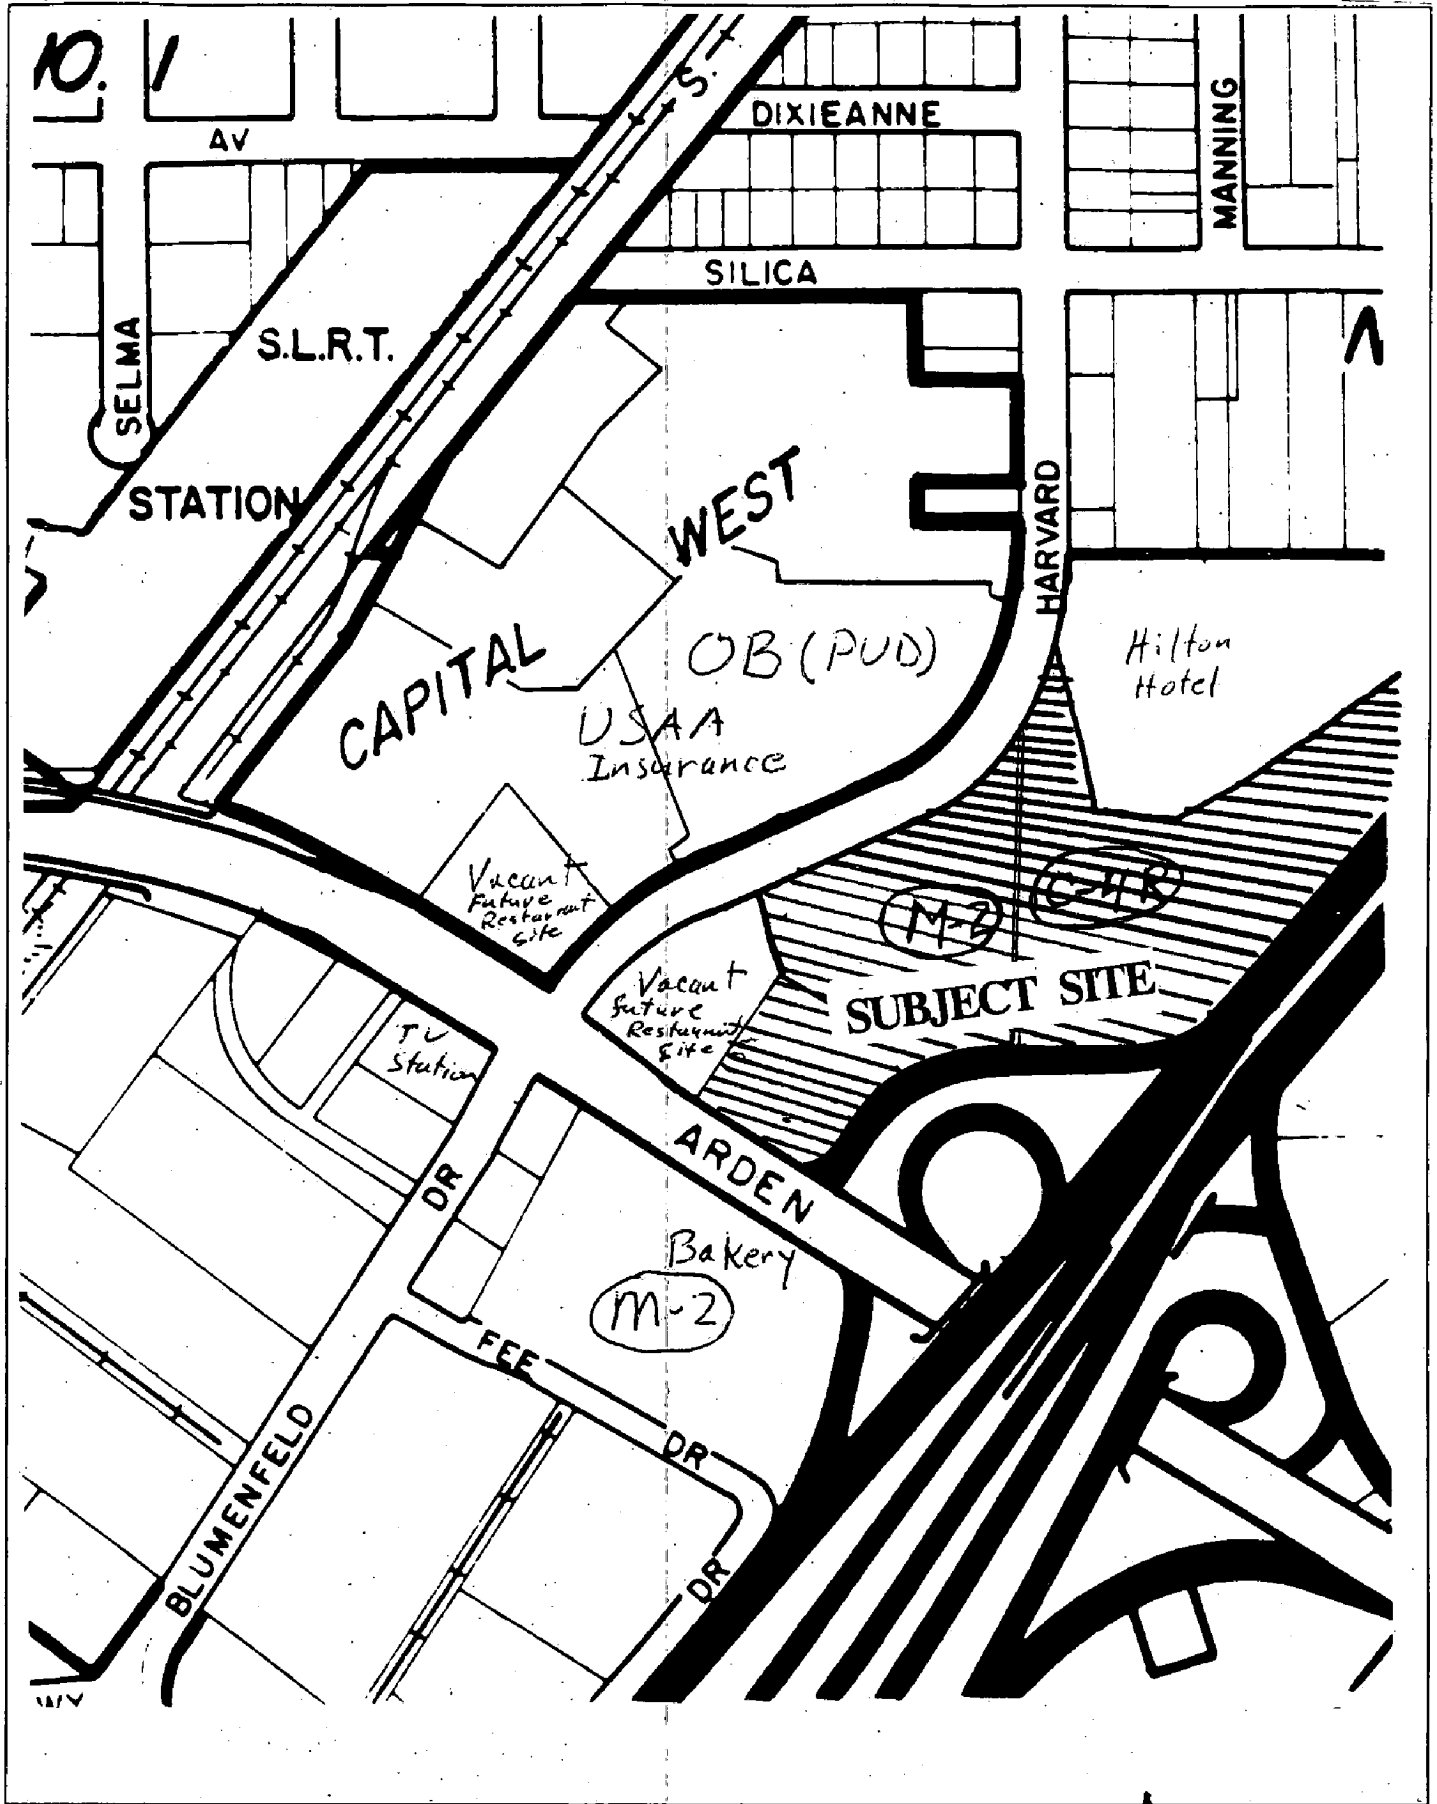 10. 1
S.
DIXIEANNE
AV
MANNING
SILICA
SELMA
S.L.R.T.
STATION
WEST
HARVARD
CAPITAL
OB (PUD)
Hilton
Hotel
USAA
Insurance
Vacant
Future
Restaurant
Site
M-2
C-4R
SUBJECT SITE
Vacant
future
Restaurant
Site
TV
Station
DR
ARDEN
Bakery
M-2
FEE
DR
BLUMENFELD
DR
WY